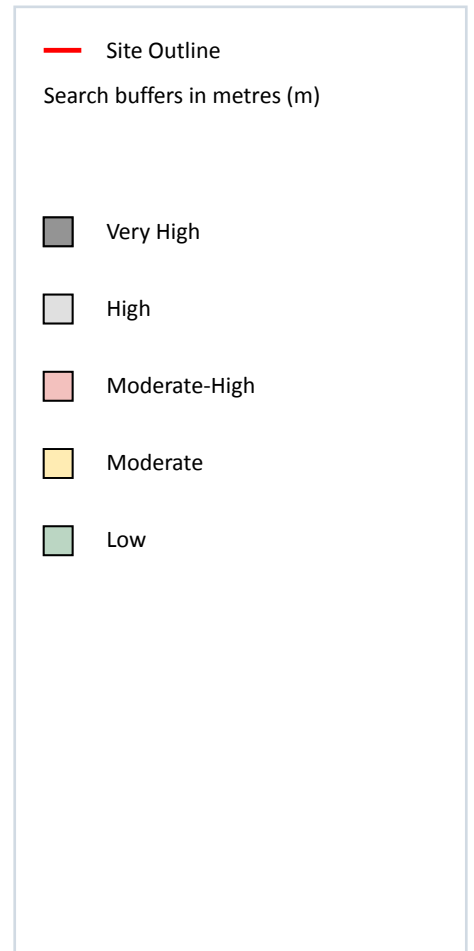 Site Outline
Search buffers in metres (m)
Very High
High
Moderate-High
Moderate
Low